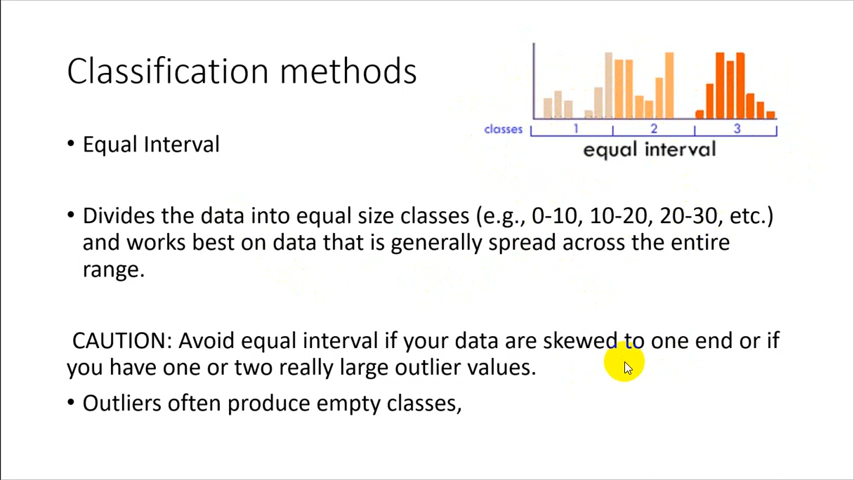 Classification methods
classes 1 2 3
equal interval
• Equal Interval
• Divides the data into equal size classes (e.g., 0-10, 10-20, 20-30, etc.)
and works best on data that is generally spread across the entire
range.
CAUTION: Avoid equal interval if your data are skewed to one end or if
you have one or two really large outlier values.
• Outliers often produce empty classes,